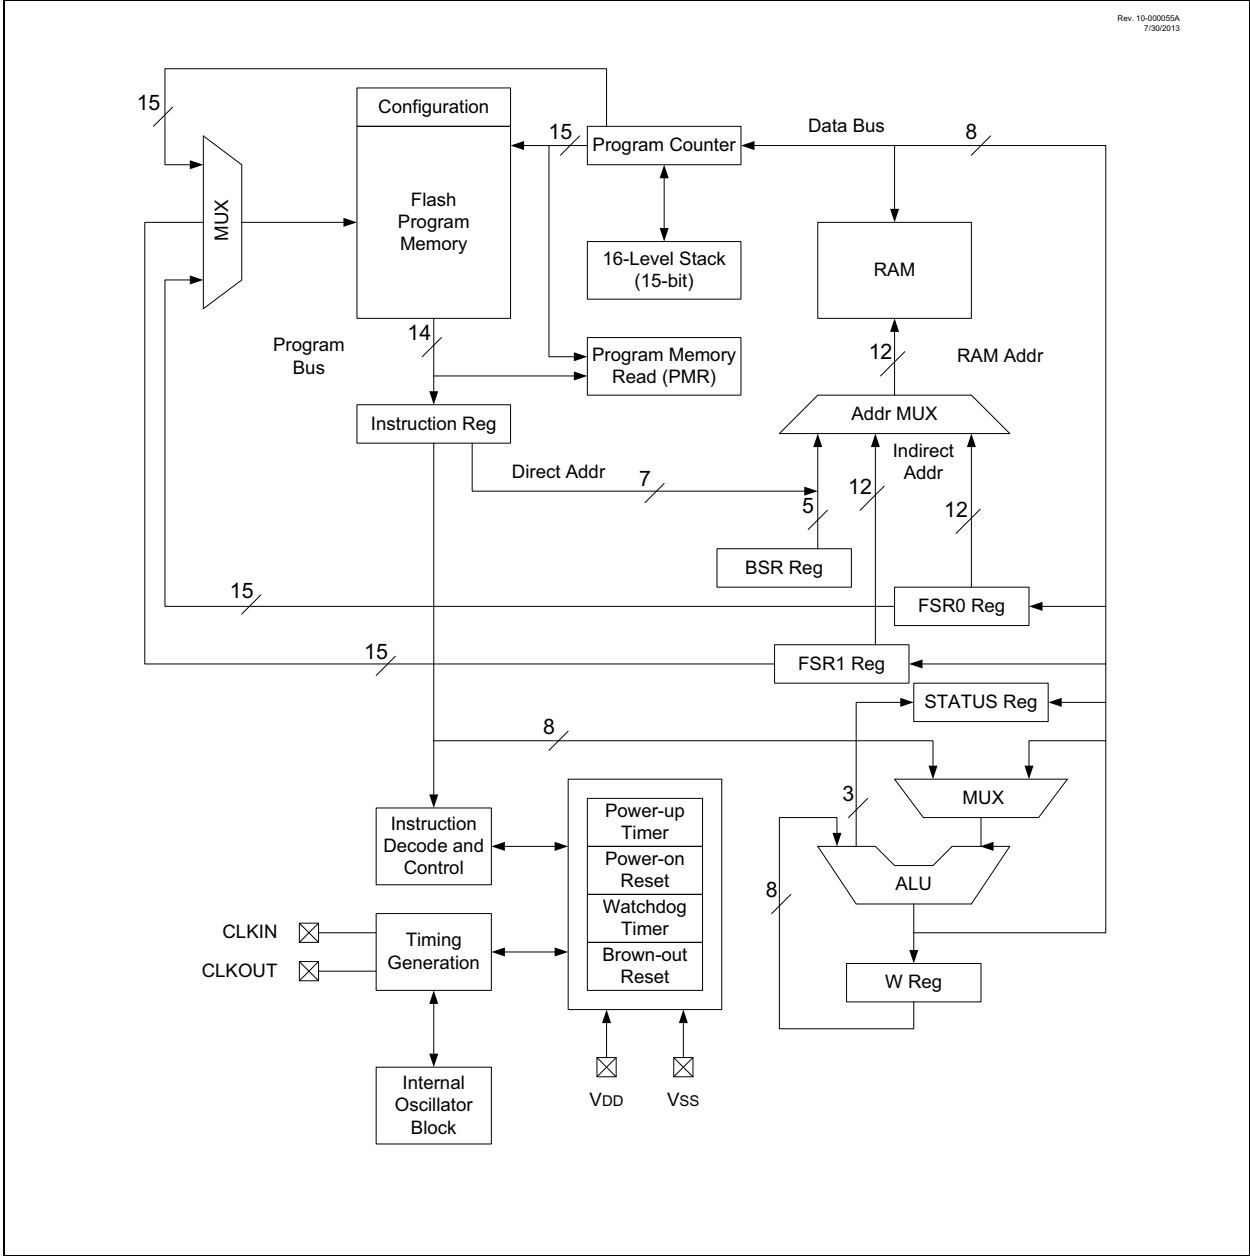 Rev. 10-000055A
7/30/2013
15
Configuration
15
Program Counter
Data Bus
8
MUX
Flash
Program
Memory
16-Level Stack
(15-bit)
RAM
Program
Bus
14
Program Memory
Read (PMR)
12
RAM Addr
Instruction Reg
Addr MUX
Direct Addr
7
Indirect
Addr
12
5
12
BSR Reg
15
FSR0 Reg
15
FSR1 Reg
STATUS Reg
8
MUX
3
Instruction
Decode and
Control
Power-up
Timer
Power-on
Reset
Watchdog
Timer
Brown-out
Reset
ALU
8
CLKIN
CLKOUT
Timing
Generation
W Reg
Internal
Oscillator
Block
VDD
VSS